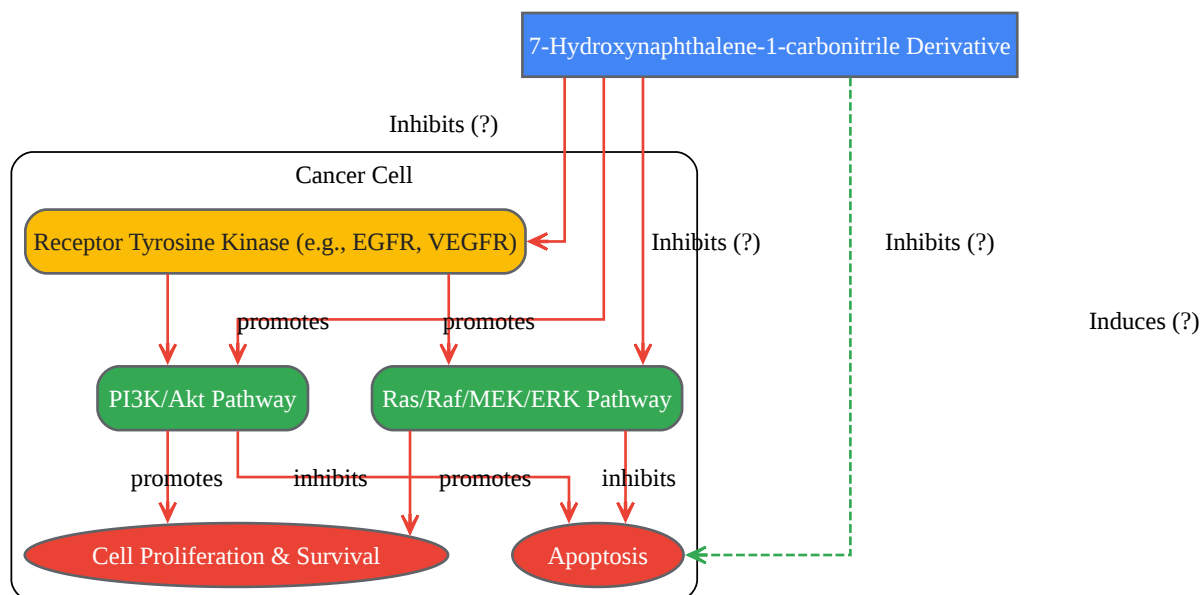 7-Hydroxynaphthalene-1-carbonitrile Derivative
Inhibits (?)
Cancer Cell
Receptor Tyrosine Kinase (e.g., EGFR, VEGFR)
Inhibits (?)
Inhibits (?)
promotes
promotes
Induces (?)
PI3K/Akt Pathway
Ras/Raf/MEK/ERK Pathway
promotes
inhibits
promotes
inhibits
Cell Proliferation & Survival
Apoptosis